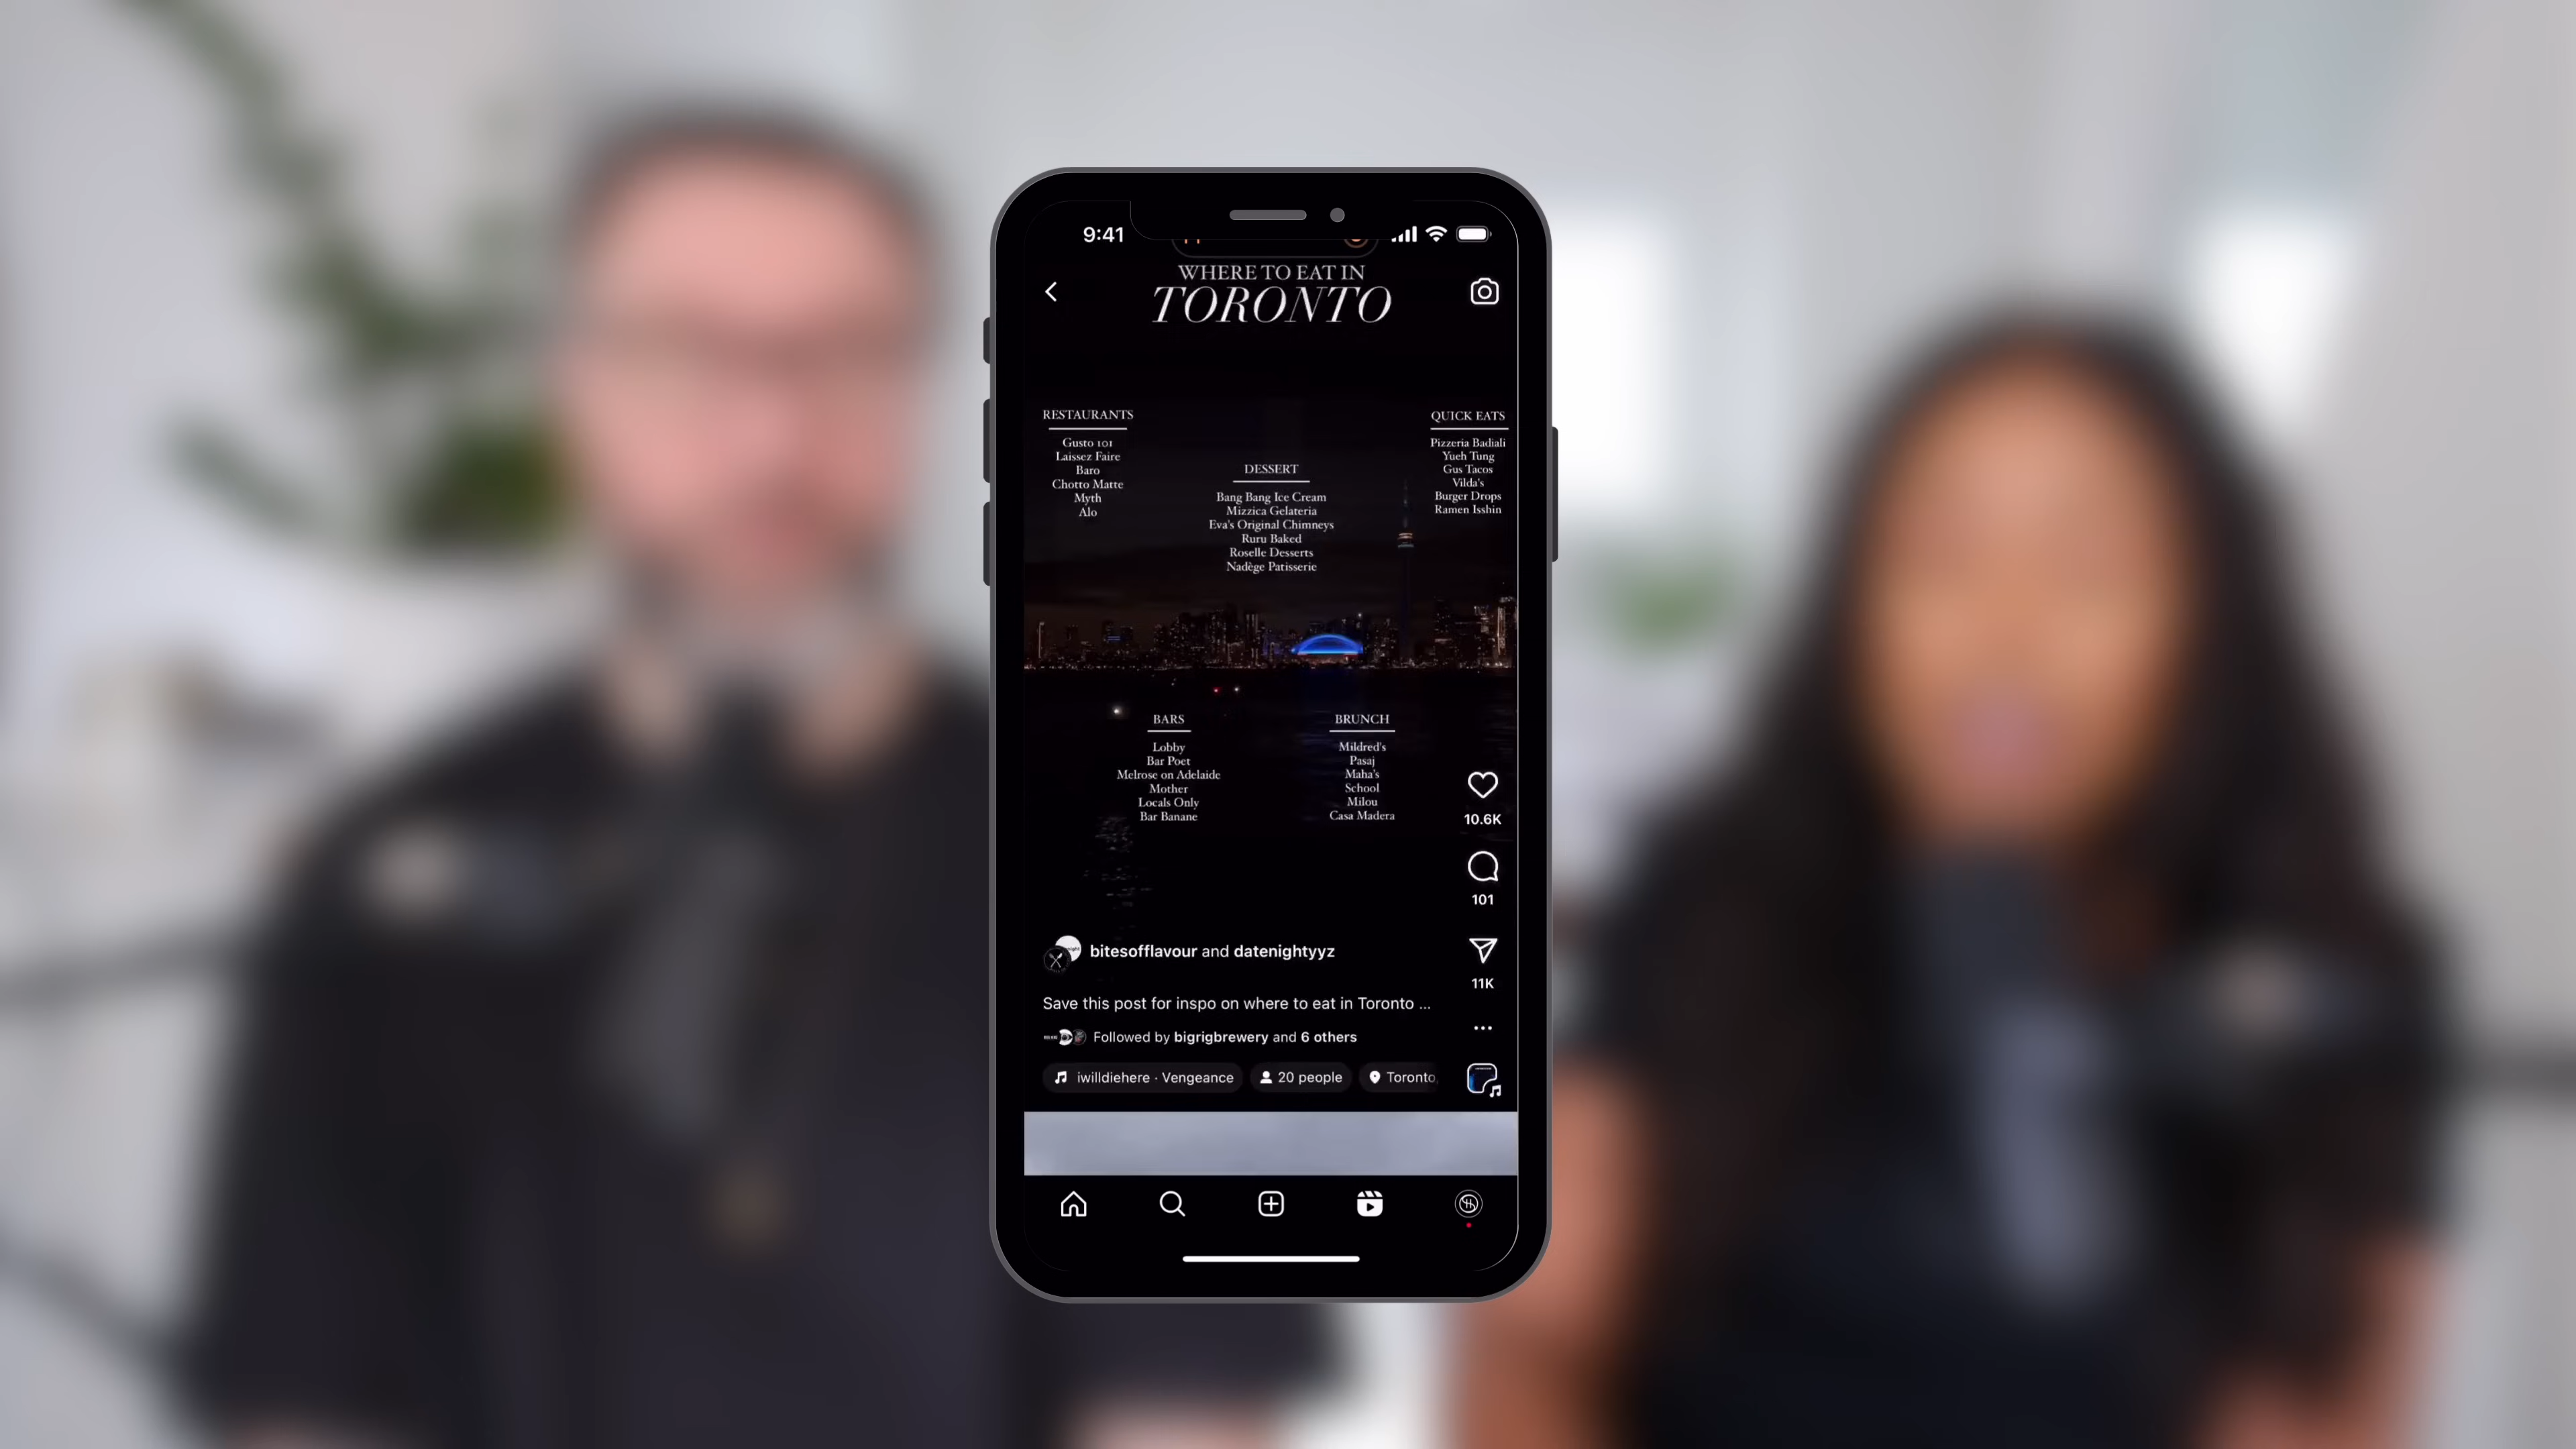 9:41
WHERE TO EAT IN
TORONTO
RESTAURANTS
Gusto 101
Laissez Faire
Baro
Chotto Matte
Myth
Alo
DESSERT
Bang Bang Ice Cream
Mizzica Gelateria
Eva's Original Chimneys
Ruru Baked
Roselle Desserts
Nadège Patisserie
QUICK EATS
Pizzeria Badiali
Yueh Tung
Gus Tacos
Vilda's
Burger Drops
Ramen Isshin
BARS
Lobby
Bar Poet
Melrose on Adelaide
Mother
Locals Only
Bar Banane
BRUNCH
Mildred's
Pasaj
Maha's
School
Milou
Casa Madera
10.6K
101
11K
bitesofflavour and datenightyyz
Save this post for inspo on where to eat in Toronto ...
Followed by bigrigbrewery and 6 others
iwilldiehere · Vengeance
20 people
Toronto,